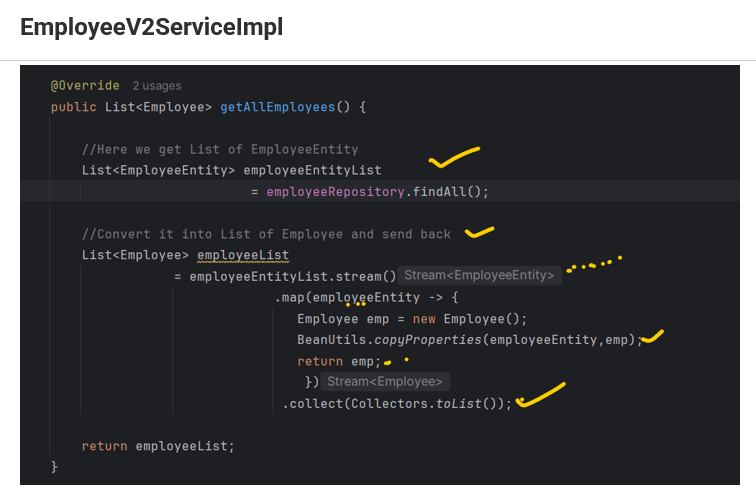 EmployeeV2ServiceImpl
@Override 2 usages
public List<Employee> getAllEmployees() {
//Here we get List of EmployeeEntity
List<EmployeeEntity> employeeEntityList
= employeeRepository.findAll();
//Convert it into List of Employee and send back
List<Employee> employeeList
= employeeEntityList.stream() Stream<EmployeeEntity>
.map(employeeEntity -> {
Employee emp = new Employee();
BeanUtils.copyProperties(employeeEntity,emp);
return emp;
}) Stream<Employee>
.collect(Collectors.toList());
return employeeList;
}